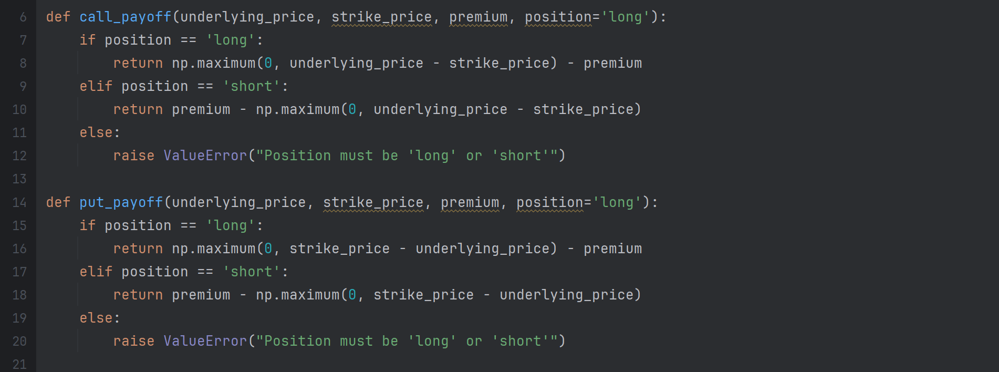 6 def call_payoff(underlying_price, strike_price, premium, position='long'):
7 if position == 'long':
8 return np.maximum(0, underlying_price - strike_price) - premium
9 elif position == 'short':
10 return premium - np.maximum(0, underlying_price - strike_price)
11 else:
12 raise ValueError("Position must be 'long' or 'short'")
13
14 def put_payoff(underlying_price, strike_price, premium, position='long'):
15 if position == 'long':
16 return np.maximum(0, strike_price - underlying_price) - premium
17 elif position == 'short':
18 return premium - np.maximum(0, strike_price - underlying_price)
19 else:
20 raise ValueError("Position must be 'long' or 'short'")
21